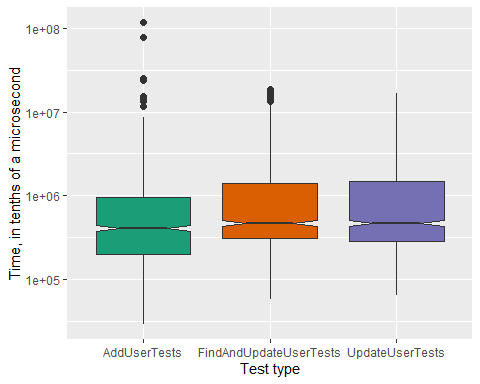 Time, in tenths of a microsecond
1e+08
1e+07
1e+06
1e+05
AddUserTests
FindAndUpdateUserTests
UpdateUserTests
Test type